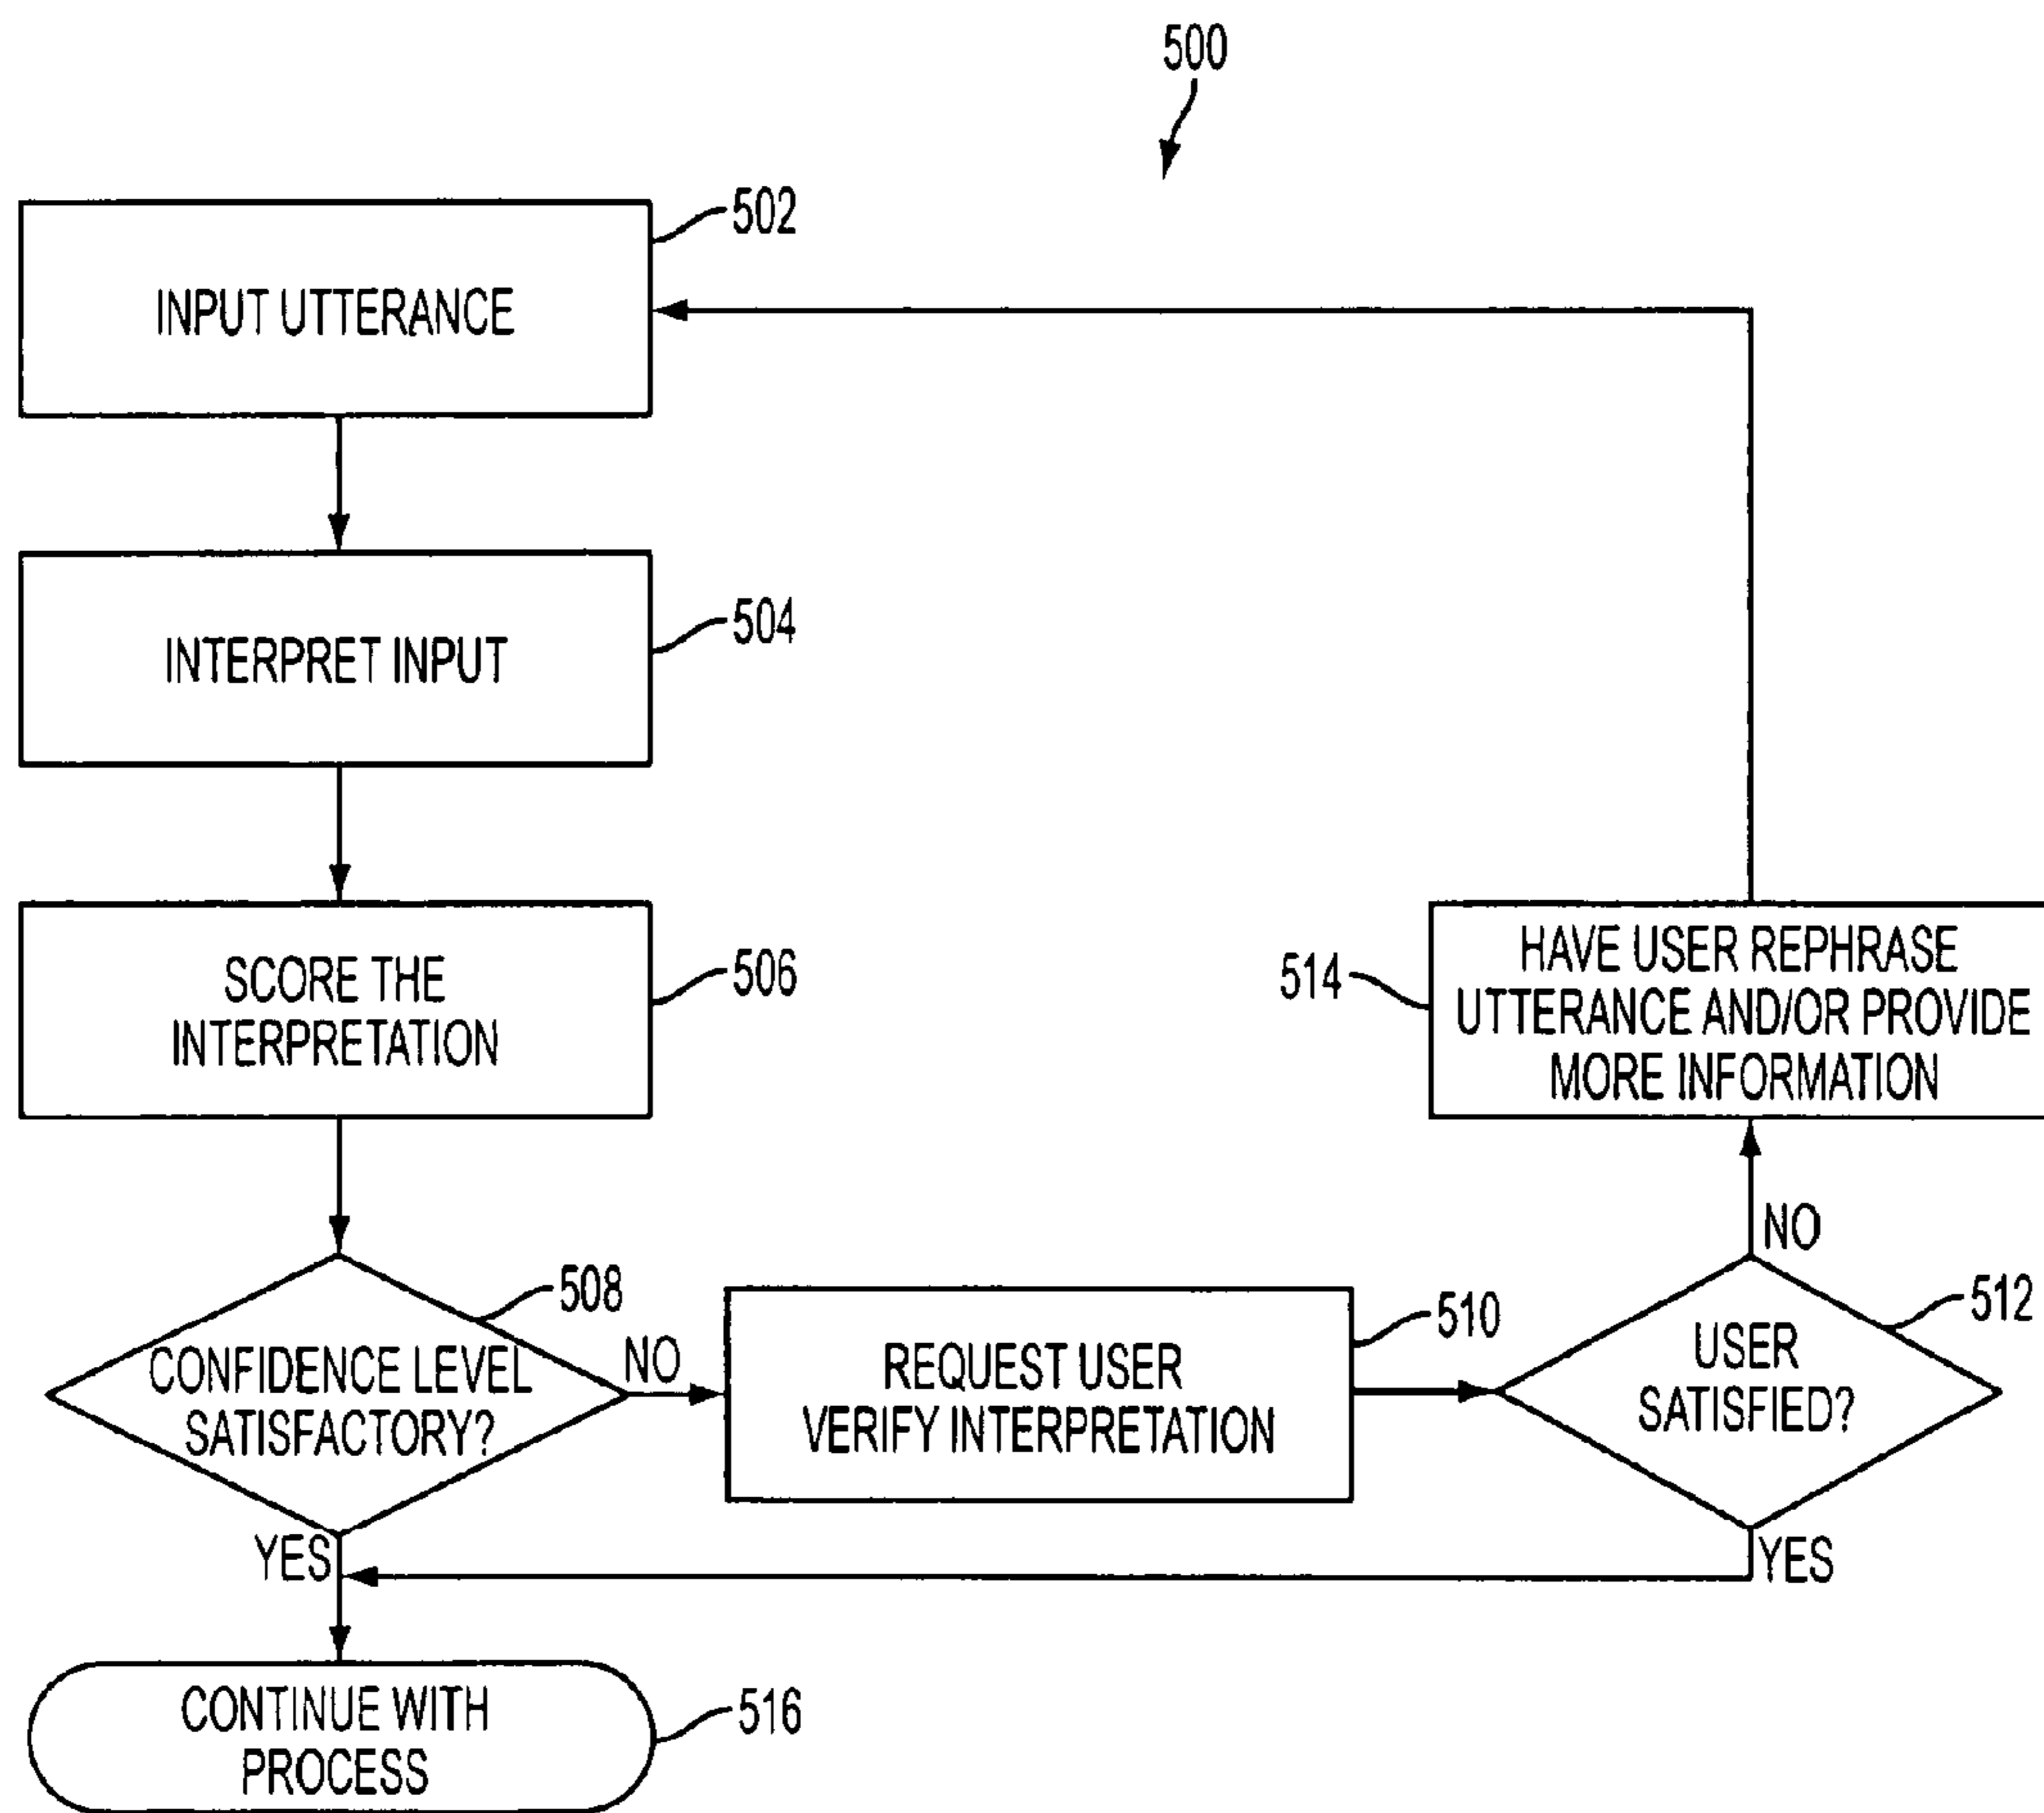 500
502
INPUT UTTERANCE
504
INTERPRET INPUT
506
SCORE THE
INTERPRETATION
514
HAVE USER REPHRASE
UTTERANCE AND/OR PROVIDE
MORE INFORMATION
508
CONFIDENCE LEVEL
SATISFACTORY?
NO
510
REQUEST USER
VERIFY INTERPRETATION
NO
512
USER
SATISFIED?
YES
YES
516
CONTINUE WITH
PROCESS